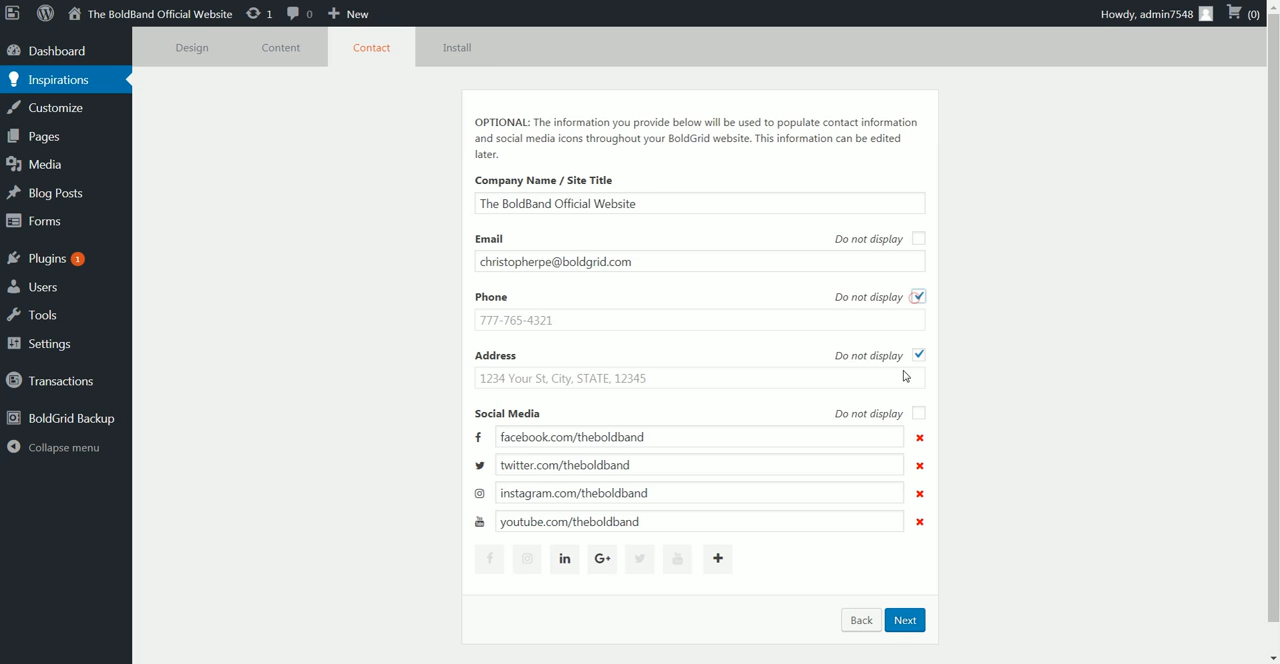 The BoldBand Official Website 1 0 New Howdy, admin7548 (0)
Dashboard
Inspirations
Customize
Pages
Media
Blog Posts
Forms
Plugins 1
Users
Tools
Settings
Transactions
BoldGrid Backup
Collapse menu
Design Content Contact Install
OPTIONAL: The information you provide below will be used to populate contact information
and social media icons throughout your BoldGrid website. This information can be edited
later.
Company Name / Site Title
The BoldBand Official Website
Email Do not display
christopherpe@boldgrid.com
Phone Do not display
777-765-4321
Address Do not display
1234 Your St, City, STATE, 12345
Social Media Do not display
facebook.com/theboldband
twitter.com/theboldband
instagram.com/theboldband
youtube.com/theboldband
Back Next